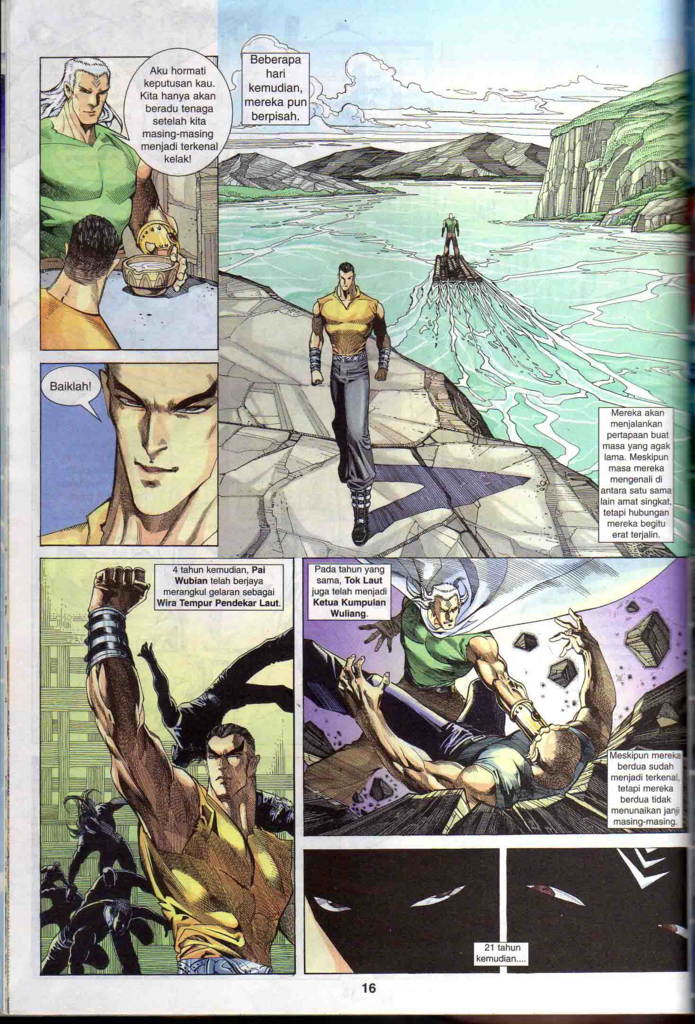 Aku hormati
keputusan kau.
Kita hanya akan
beradu tenaga
setelah kita
masing-masing
menjadi terkenal
kelak!
Beberapa
hari
kemudian,
mereka pun
berpisah.
Baiklah!
Mereka akan
menjalankan
pertapaan buat
masa yang agak
lama. Meskipun
masa mereka
mengenali di
antara satu sama
lain amat singkat,
tetapi hubungan
mereka begitu
erat terjalin.
4 tahun kemudian, Pai
Wubian telah berjaya
merangkul gelaran sebagai
Wira Tempur Pendekar Laut.
Pada tahun yang
sama, Tok Laut
juga telah menjadi
Ketua Kumpulan
Wuliang.
Meskipun mereka
berdua sudah
menjadi terkenal,
tetapi mereka
berdua tidak
menunaikan janji
masing-masing.
21 tahun
kemudian....
16